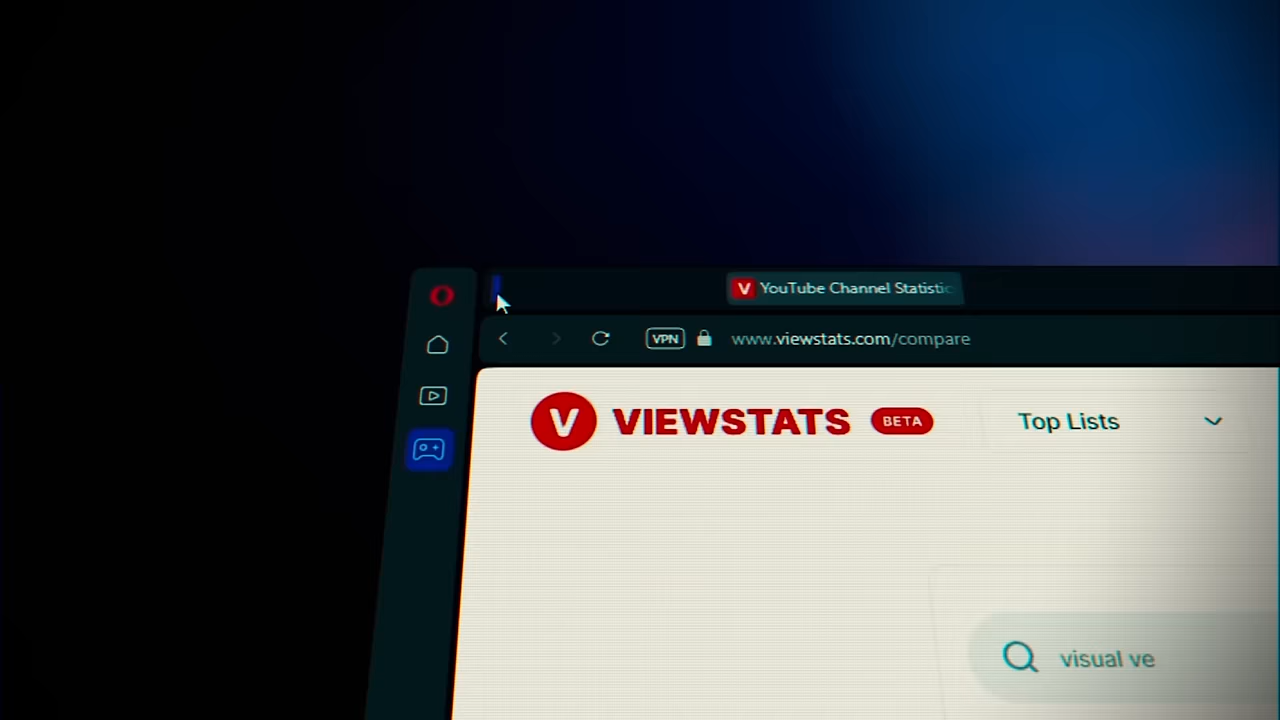 YouTube Channel Statistic
VPN www.viewstats.com/compare
V VIEWSTATS BETA Top Lists
visual ve